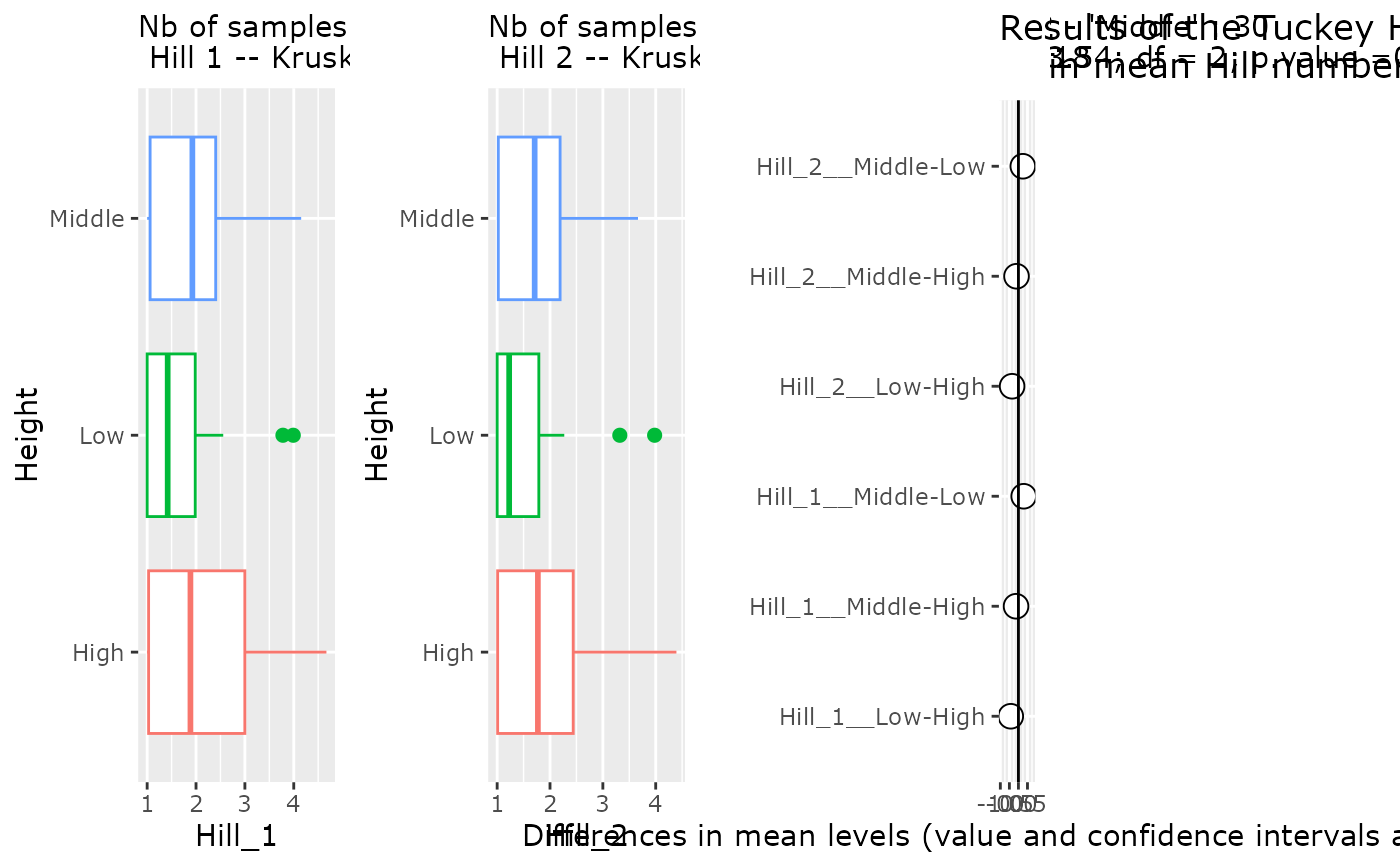 Nb of samples
Hill 1 -- Krusk
Nb of samples
Hill 2 -- Krusk
Results of the Tuckey H
in mean Hill number
Height
Middle
Low
High
1 2 3 4
Hill_1
Height
Middle
Low
High
1 2 3 4
Hill_2
Hill_2__Middle-Low
Hill_2__Middle-High
Hill_2__Low-High
Hill_1__Middle-Low
Hill_1__Middle-High
Hill_1__Low-High
Differences in mean levels (value and confidence intervals a